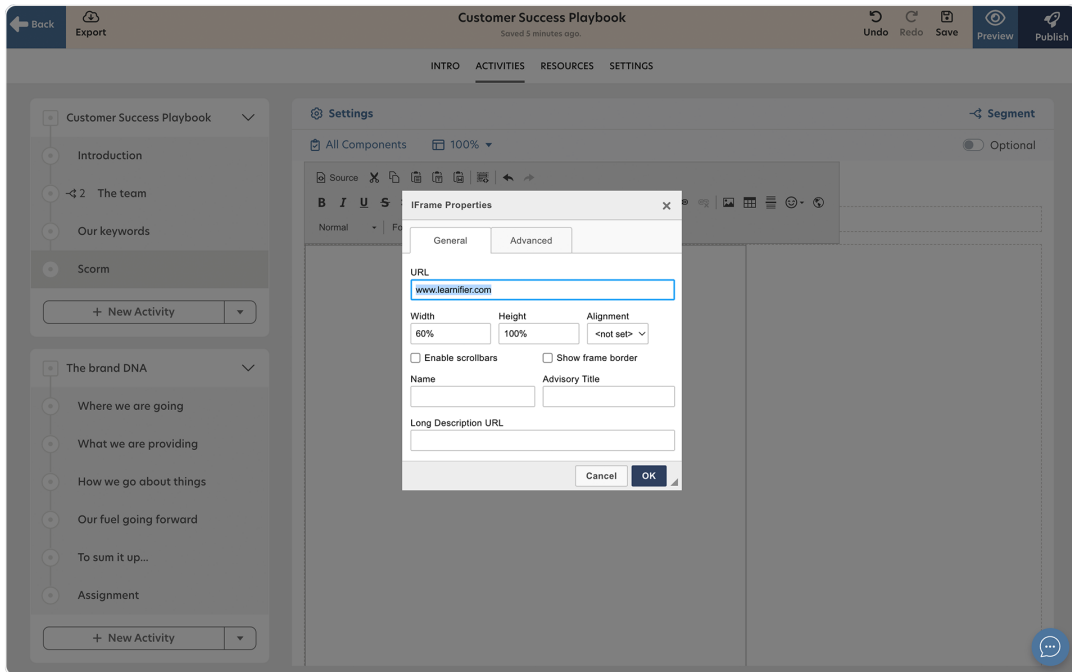 Back
Export
Customer Success Playbook
Saved 5 minutes ago.
Undo
Redo
Save
Preview
Publish
INTRO ACTIVITIES RESOURCES SETTINGS
Customer Success Playbook
Introduction
2 The team
Our keywords
Scorm
+ New Activity
The brand DNA
Where we are going
What we are providing
How we go about things
Our fuel going forward
To sum it up...
Assignment
+ New Activity
Settings
Segment
All Components
100%
Optional
Source
B I U S
Normal
Fo
IFrame Properties
General
Advanced
URL
www.learnifier.com
Width Height Alignment
60% 100% <not set>
Enable scrollbars Show frame border
Name Advisory Title
Long Description URL
Cancel OK